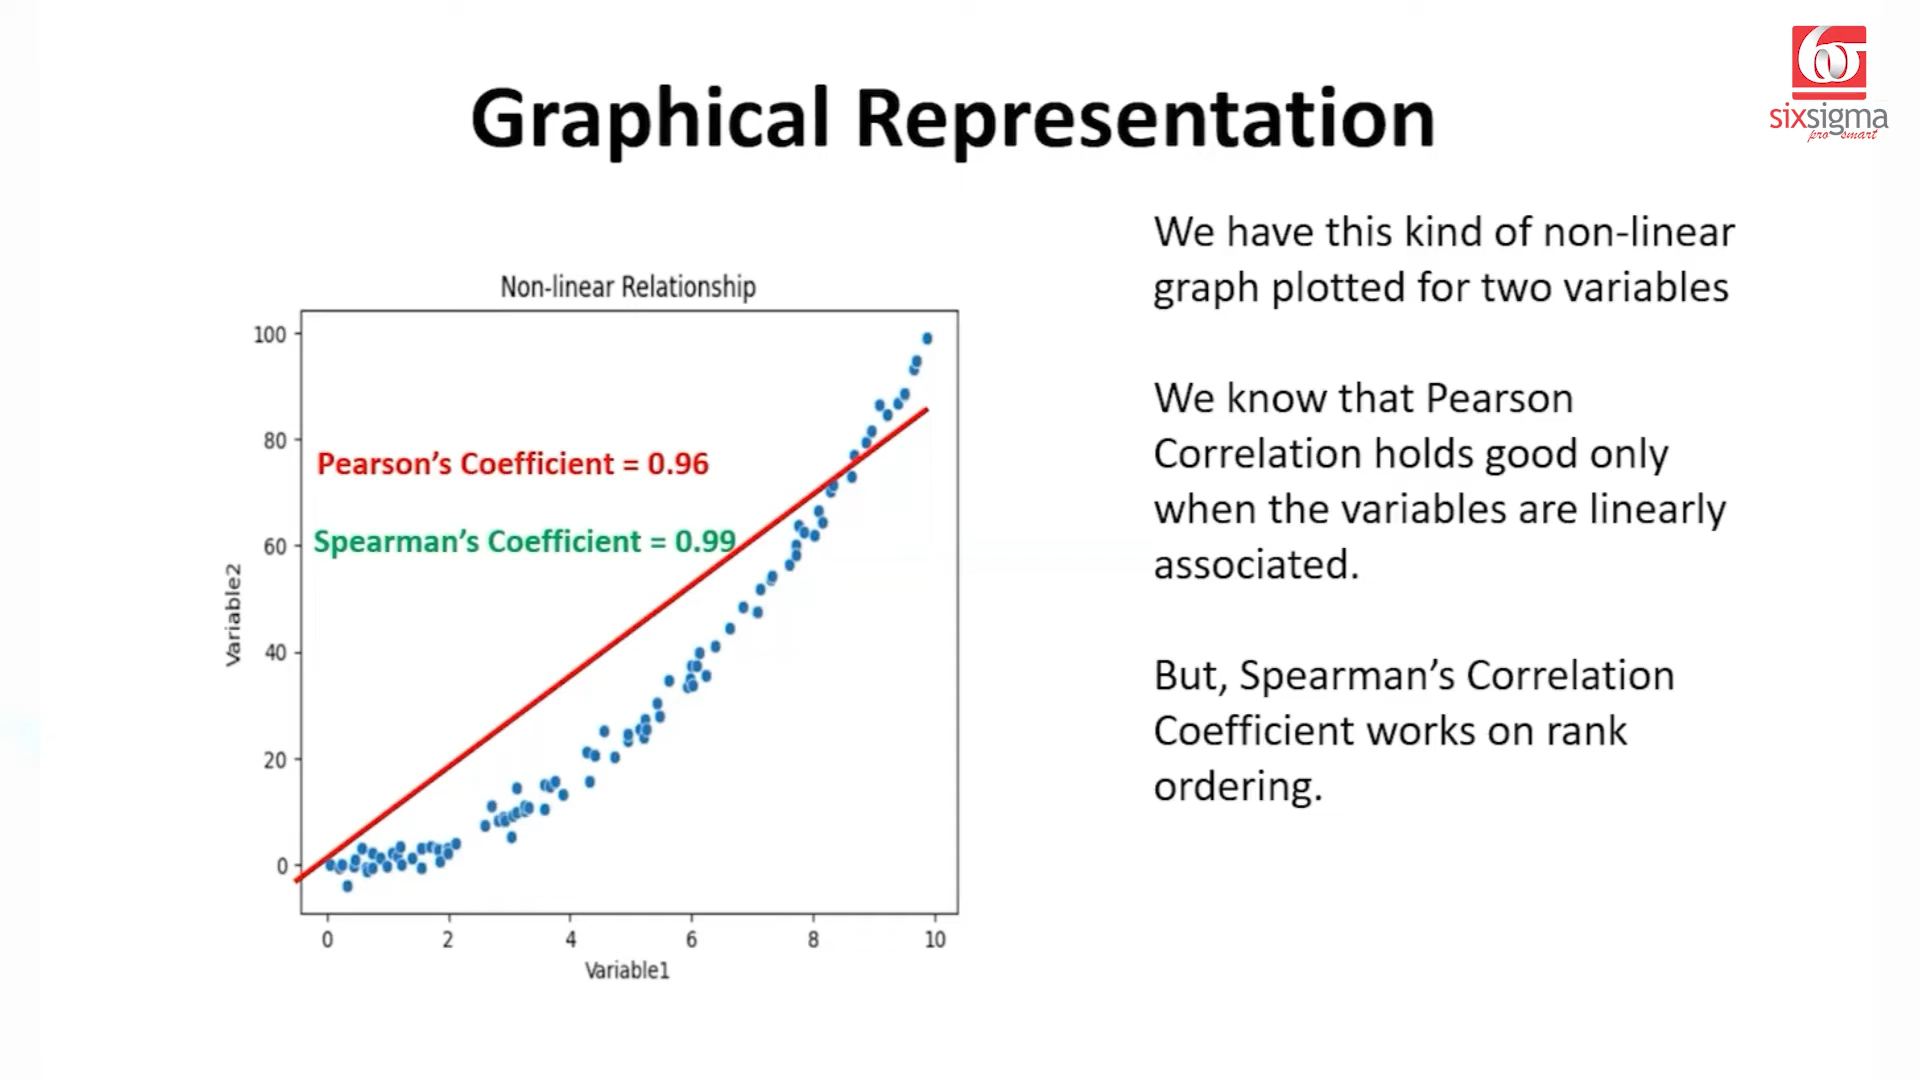 6σ
sixsigma
pro smart
Graphical Representation
Non-linear Relationship
100
80
60
40
20
0
Variable2
Pearson’s Coefficient = 0.96
Spearman’s Coefficient = 0.99
0 2 4 6 8 10
Variable1
We have this kind of non-linear
graph plotted for two variables
We know that Pearson
Correlation holds good only
when the variables are linearly
associated.
But, Spearman’s Correlation
Coefficient works on rank
ordering.